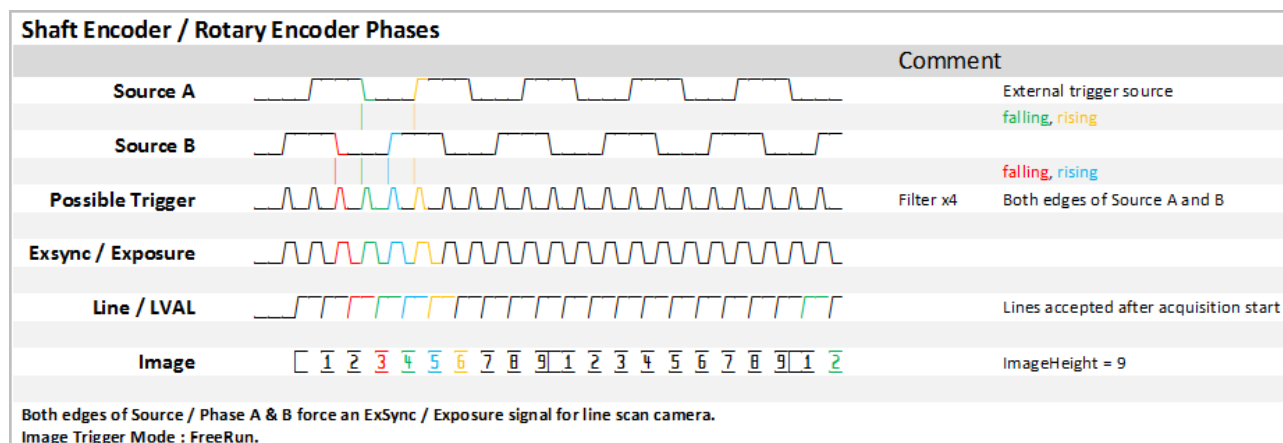 Shaft Encoder / Rotary Encoder Phases
Comment
Source A External trigger source
falling, rising
Source B
falling, rising
Possible Trigger Filter x4 Both edges of Source A and B
Exsync / Exposure
Line / LVAL Lines accepted after acquisition start
Image 1 2 3 4 5 6 7 8 9 1 2 3 4 5 6 7 8 9 1 2 ImageHeight = 9
Both edges of Source / Phase A & B force an ExSync / Exposure signal for line scan camera.
Image Trigger Mode : FreeRun.